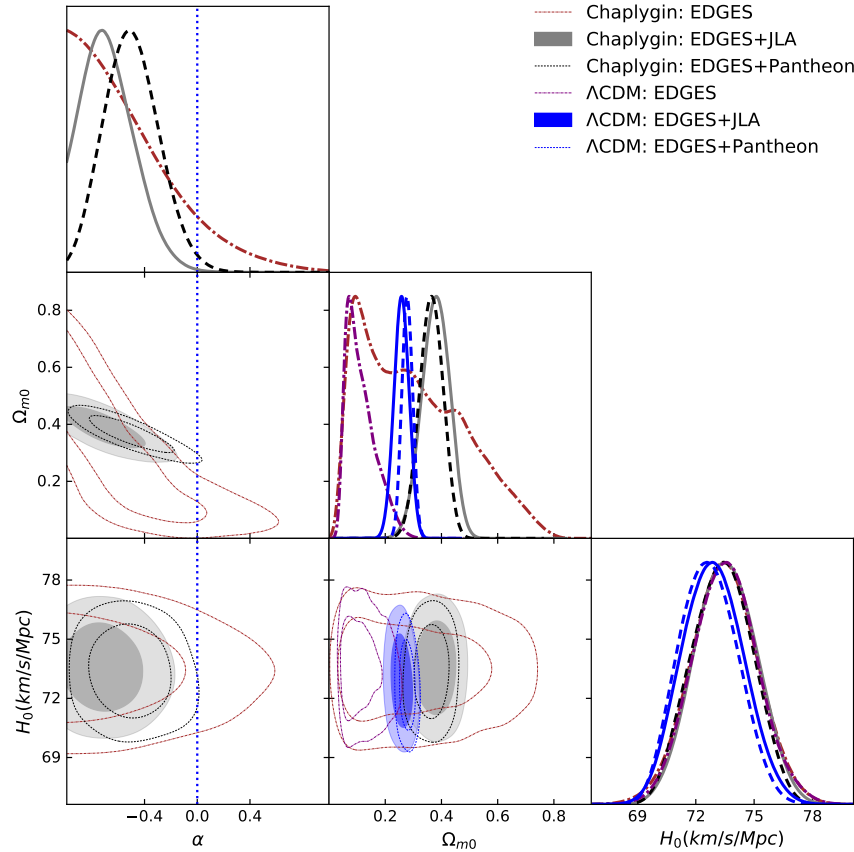 Chaplygin: EDGES
Chaplygin: EDGES+JLA
Chaplygin: EDGES+Pantheon
ΛCDM: EDGES
ΛCDM: EDGES+JLA
ΛCDM: EDGES+Pantheon
0.8
0.6
0.4
0.2
Ω_{m0}
78
75
72
69
H_0(km/s/Mpc)
−0.4 0.0 0.4
α
0.2 0.4 0.6 0.8
Ω_{m0}
69 72 75 78
H_0(km/s/Mpc)